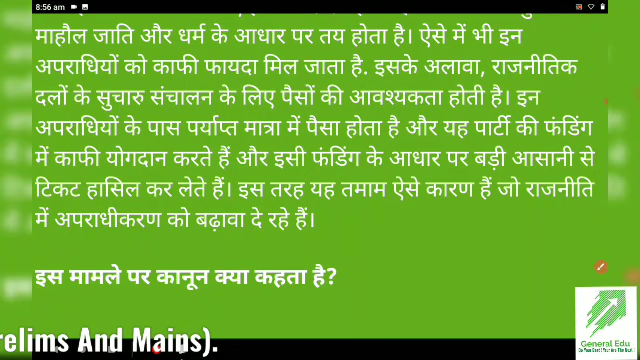 8:56 am
माहौल जाति और धर्म के आधार पर तय होता है। ऐसे में भी इन
अपराधियों को काफी फायदा मिल जाता है. इसके अलावा, राजनीतिक
दलों के सुचारु संचालन के लिए पैसों की आवश्यकता होती है। इन
अपराधियों के पास पर्याप्त मात्रा में पैसा होता है और यह पार्टी की फंडिंग
में काफी योगदान करते हैं और इसी फंडिंग के आधार पर बड़ी आसानी से
टिकट हासिल कर लेते हैं। इस तरह यह तमाम ऐसे कारण हैं जो राजनीति
में अपराधीकरण को बढ़ावा दे रहे हैं।
इस मामले पर कानून क्या कहता है?
General Edu
relims And Mains).